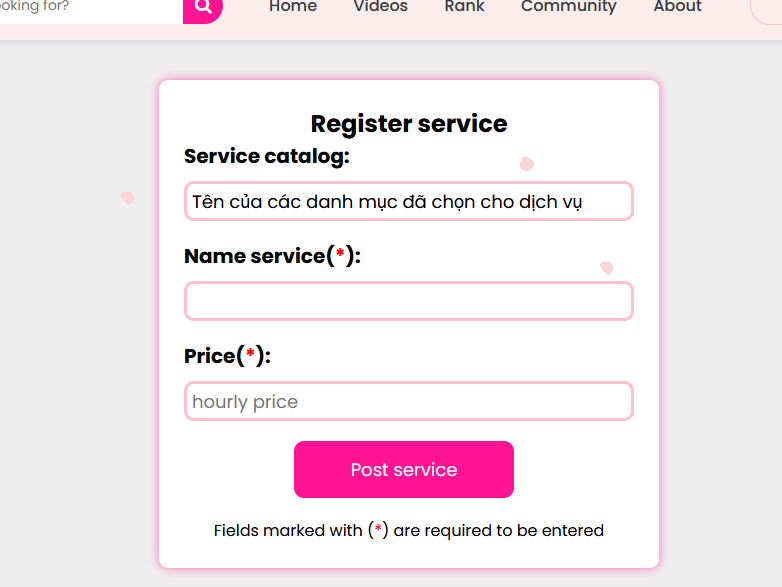 oking for?
Home Videos Rank Community About
Register service
Service catalog:
Tên của các danh mục đã chọn cho dịch vụ
Name service(*):
Price(*):
hourly price
Post service
Fields marked with (*) are required to be entered